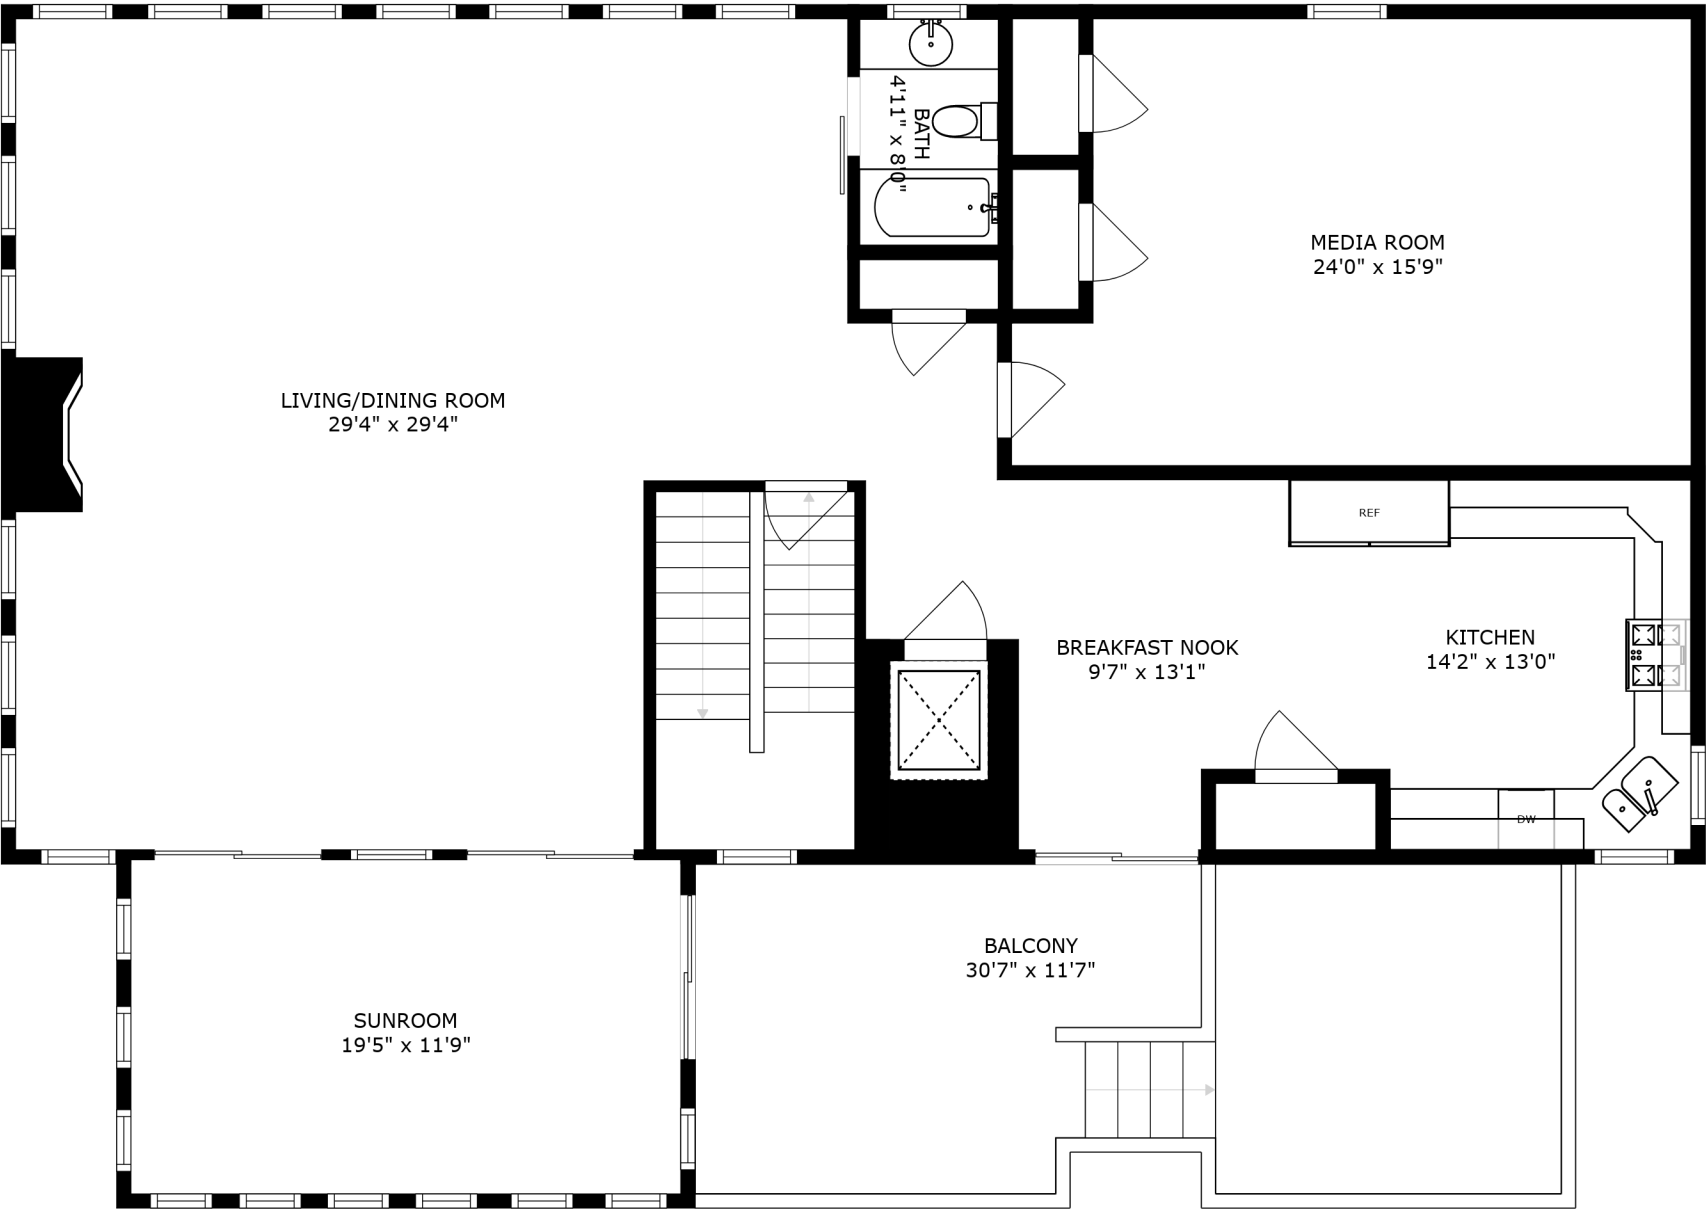 BATH
4'11" x 8'0"
MEDIA ROOM
24'0" x 15'9"
LIVING/DINING ROOM
29'4" x 29'4"
REF
BREAKFAST NOOK
9'7" x 13'1"
KITCHEN
14'2" x 13'0"
DW
BALCONY
30'7" x 11'7"
SUNROOM
19'5" x 11'9"